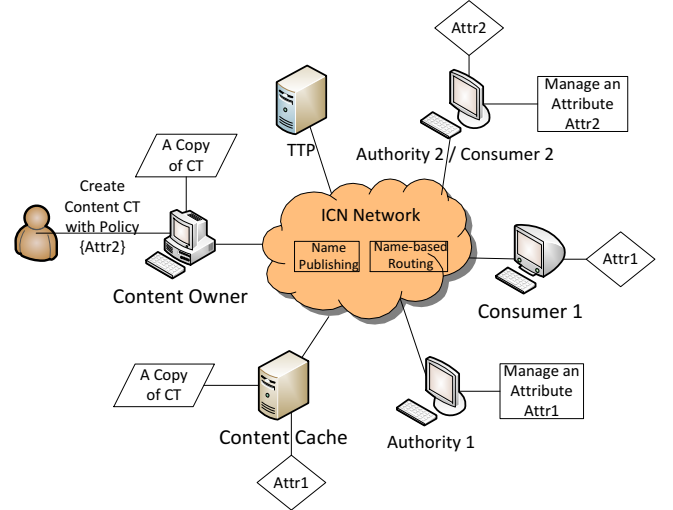 Attr2
Manage an
Attribute
Attr2
TTP
Authority 2 / Consumer 2
A Copy
of CT
Create
Content CT
with Policy
{Attr2}
Content Owner
ICN Network
Name
Publishing
Name-based
Routing
Attr1
Consumer 1
A Copy
of CT
Content Cache
Manage an
Attribute
Attr1
Authority 1
Attr1